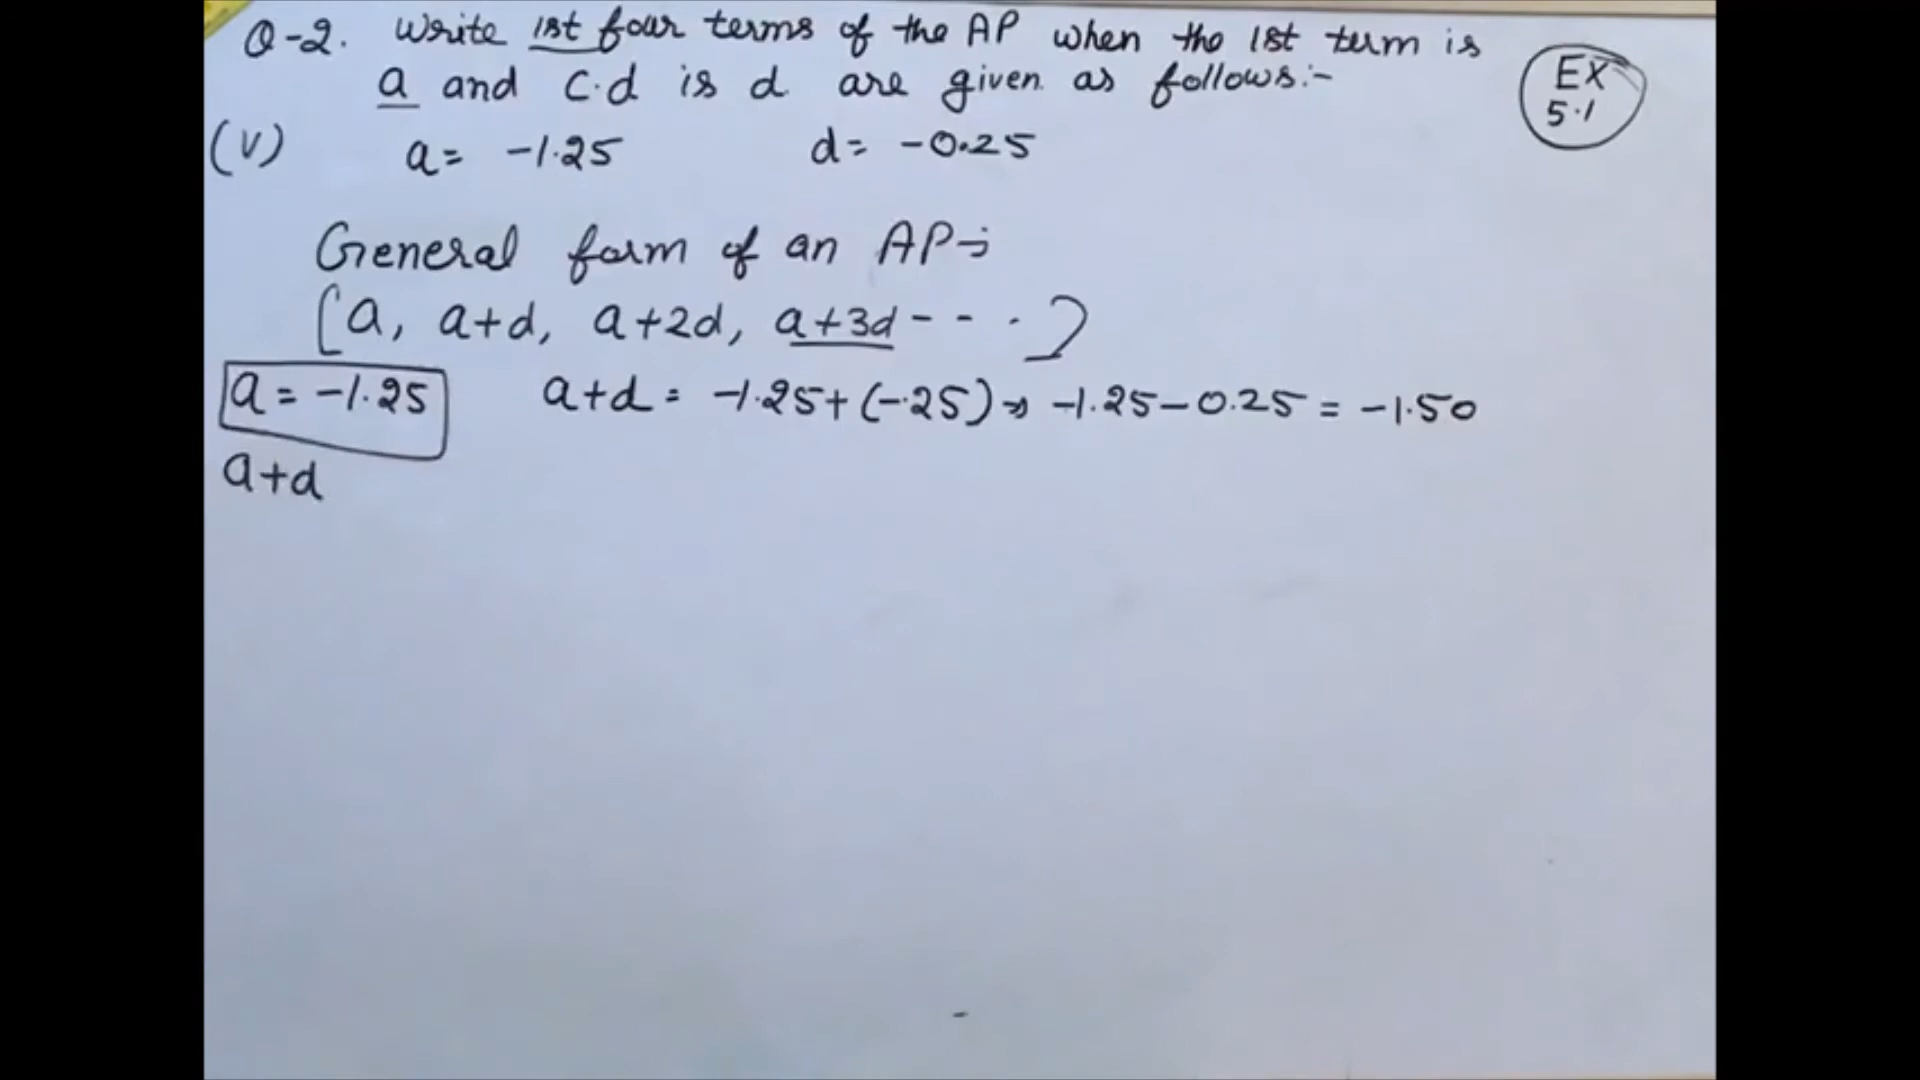 Q-2. Write 1st four terms of the AP when the 1st term is
a and C.d is d are given as follows:-
EX
5.1
(V) a = -1.25 d = -0.25
General form of an AP:-
[a, a+d, a+2d, a+3d - - - ]
a = -1.25 a+d = -1.25+(-.25) ⇒ -1.25-0.25 = -1.50
a+d